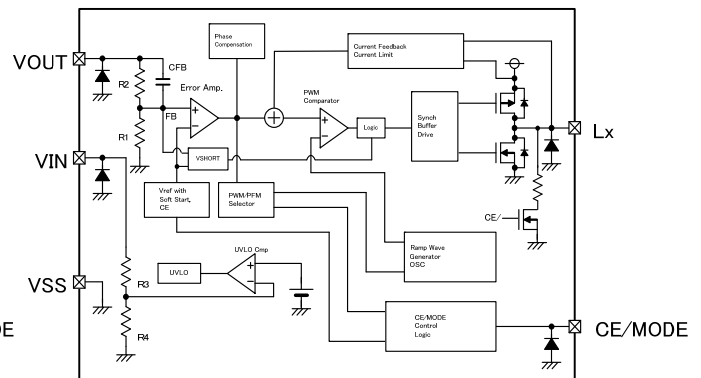 Phase
Compensation
Current Feedback
Current Limit
VOUT
CFB
R2
Error Amp.
PWM
Comparator
FB
R1
Logic
Synch
Buffer
Drive
Lx
VIN
VSHORT
Vref with
Soft Start,
CE
PWM/PFM
Selector
CE/
UVLO Cmp
Ramp Wave
Generator
OSC
VSS
R3
UVLO
R4
CE/MODE
Control
Logic
CE/MODE
DE